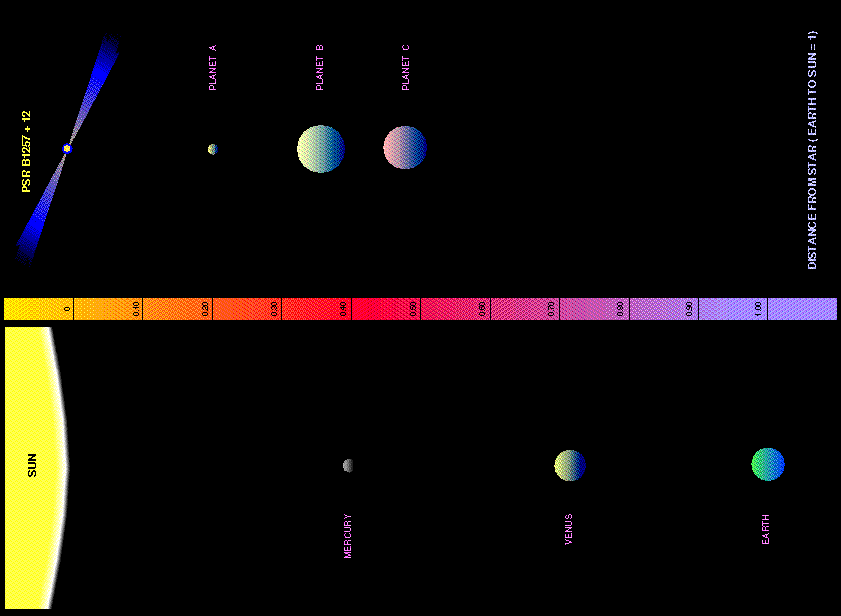 PSR B1257 + 12
PLANET A
PLANET B
PLANET C
DISTANCE FROM STAR ( EARTH TO SUN = 1)
0
0.10
0.20
0.30
0.40
0.50
0.60
0.70
0.80
0.90
1.00
SUN
MERCURY
VENUS
EARTH